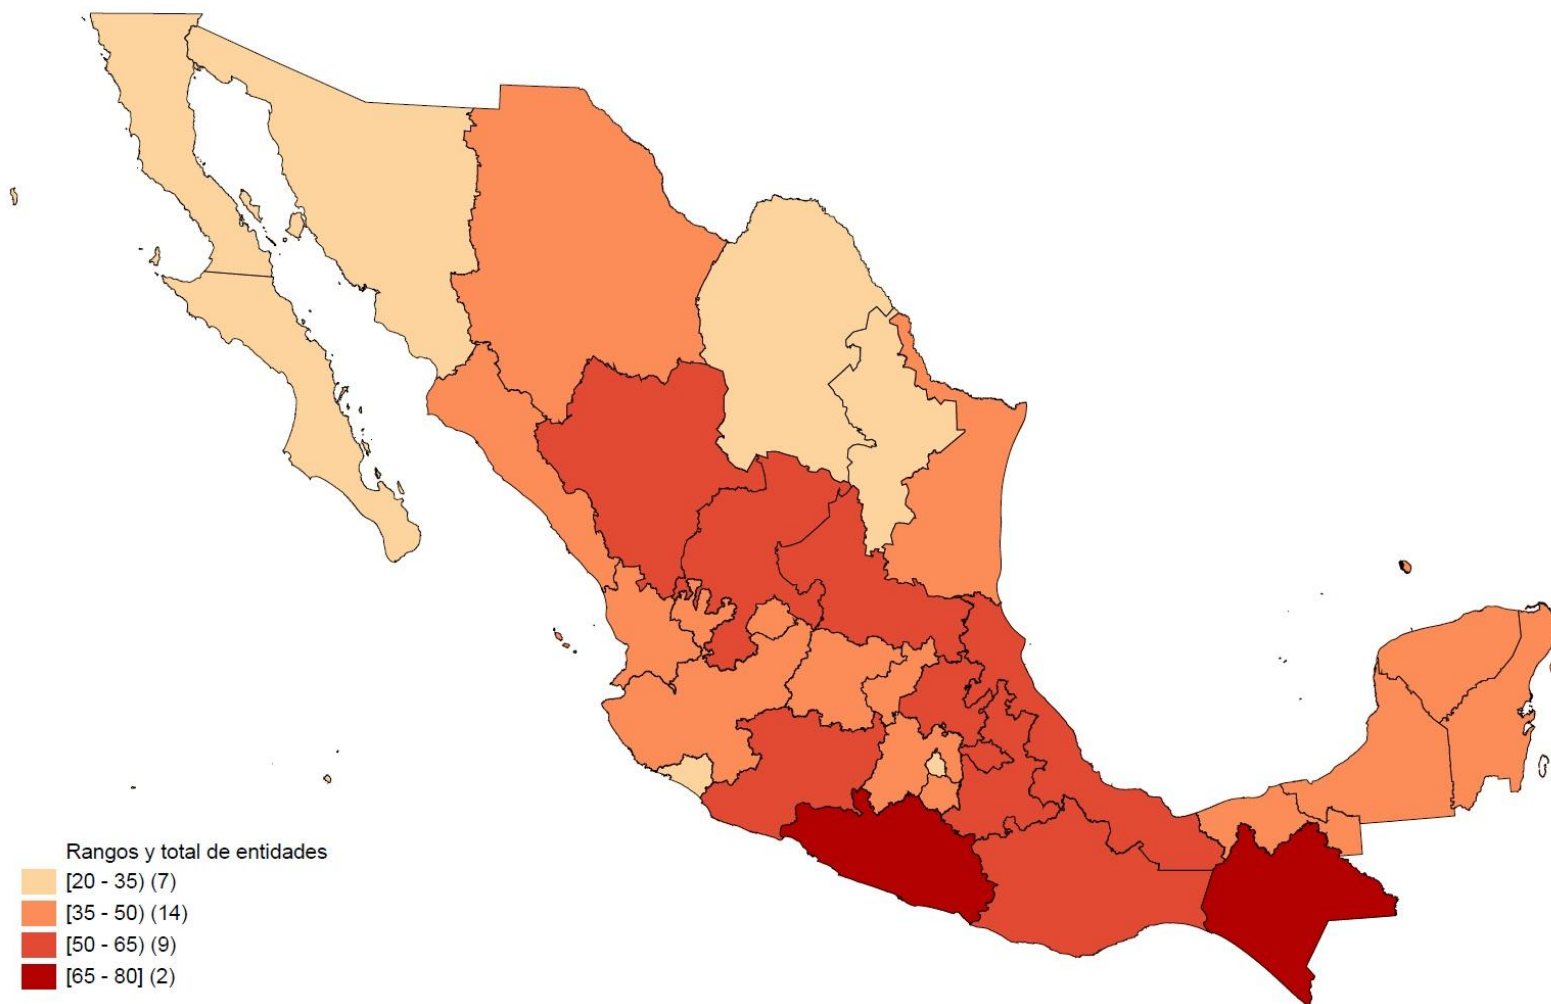 Rangos y total de entidades
[20 - 35) (7)
[35 - 50) (14)
[50 - 65) (9)
[65 - 80] (2)